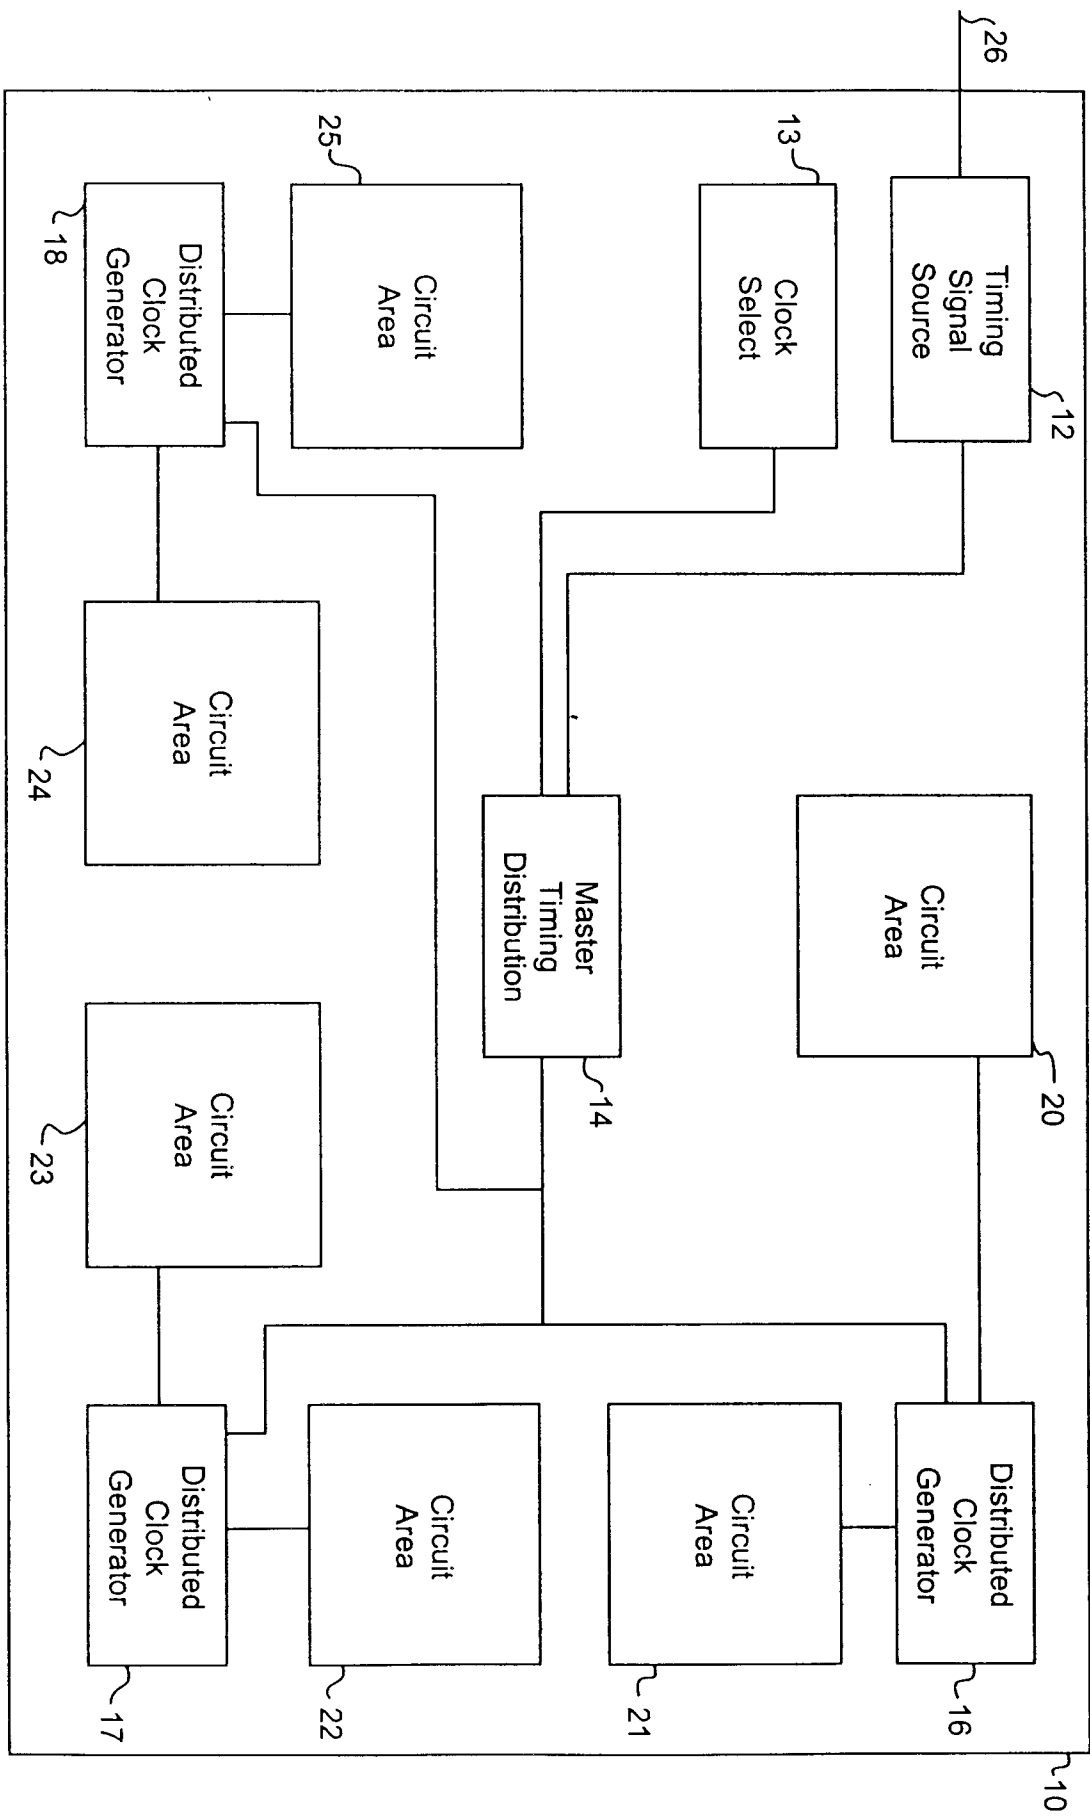 26
Timing
Signal
Source
12
Circuit
Area
20
Distributed
Clock
Generator
16
10
13
Clock
Select
Master
Timing
Distribution
14
Circuit
Area
21
25
Circuit
Area
Circuit
Area
22
Distributed
Clock
Generator
18
Circuit
Area
24
Circuit
Area
23
Distributed
Clock
Generator
17